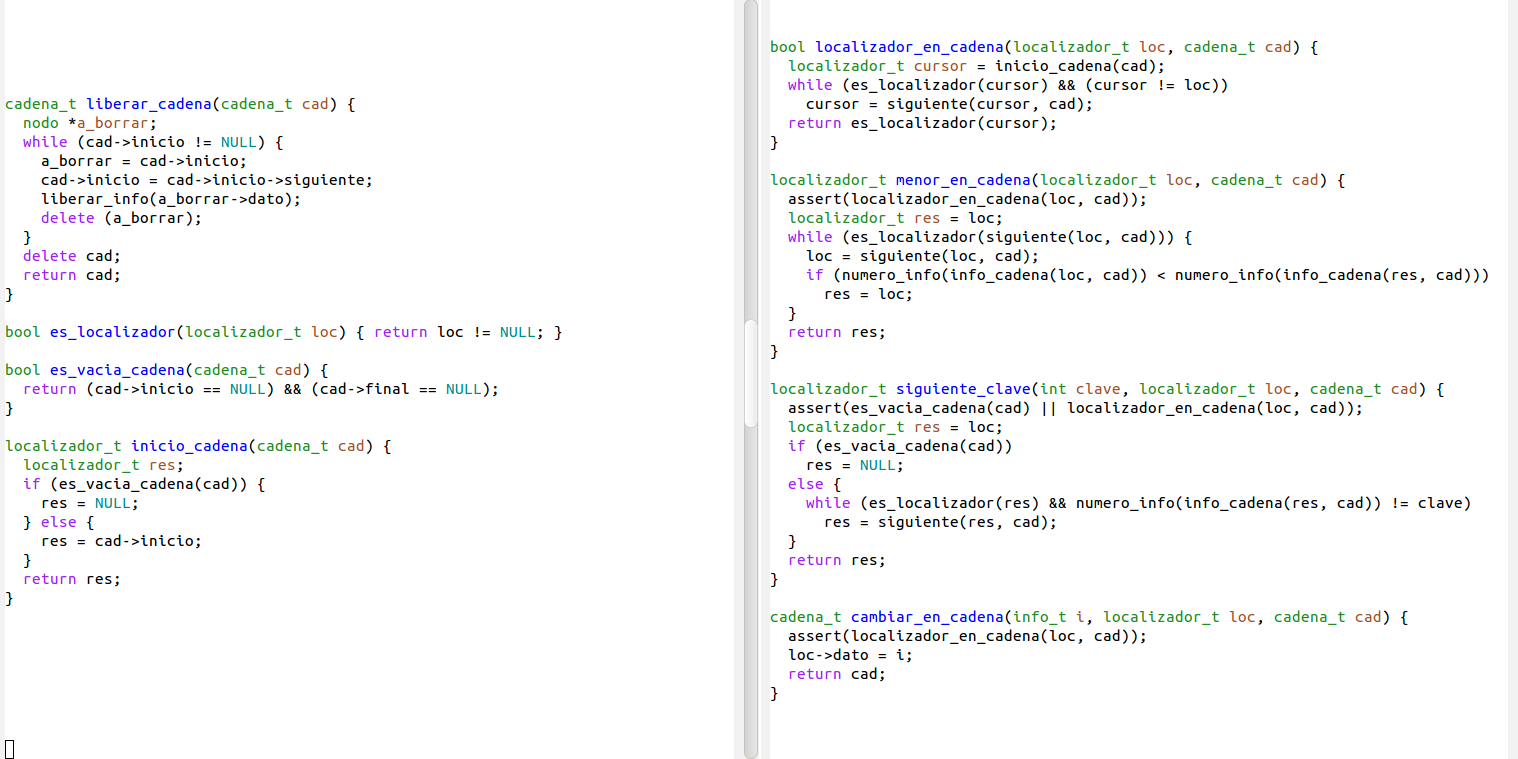 cadena_t liberar_cadena(cadena_t cad) {
  nodo *a_borrar;
  while (cad->inicio != NULL) {
    a_borrar = cad->inicio;
    cad->inicio = cad->inicio->siguiente;
    liberar_info(a_borrar->dato);
    delete (a_borrar);
  }
  delete cad;
  return cad;
}

bool es_localizador(localizador_t loc) { return loc != NULL; }

bool es_vacia_cadena(cadena_t cad) {
  return (cad->inicio == NULL) && (cad->final == NULL);
}

localizador_t inicio_cadena(cadena_t cad) {
  localizador_t res;
  if (es_vacia_cadena(cad)) {
    res = NULL;
  } else {
    res = cad->inicio;
  }
  return res;
}

bool localizador_en_cadena(localizador_t loc, cadena_t cad) {
  localizador_t cursor = inicio_cadena(cad);
  while (es_localizador(cursor) && (cursor != loc))
    cursor = siguiente(cursor, cad);
  return es_localizador(cursor);
}

localizador_t menor_en_cadena(localizador_t loc, cadena_t cad) {
  assert(localizador_en_cadena(loc, cad));
  localizador_t res = loc;
  while (es_localizador(siguiente(loc, cad))) {
    loc = siguiente(loc, cad);
    if (numero_info(info_cadena(loc, cad)) < numero_info(info_cadena(res, cad)))
      res = loc;
  }
  return res;
}

localizador_t siguiente_clave(int clave, localizador_t loc, cadena_t cad) {
  assert(es_vacia_cadena(cad) || localizador_en_cadena(loc, cad));
  localizador_t res = loc;
  if (es_vacia_cadena(cad))
    res = NULL;
  else {
    while (es_localizador(res) && numero_info(info_cadena(res, cad)) != clave)
      res = siguiente(res, cad);
  }
  return res;
}

cadena_t cambiar_en_cadena(info_t i, localizador_t loc, cadena_t cad) {
  assert(localizador_en_cadena(loc, cad));
  loc->dato = i;
  return cad;
}